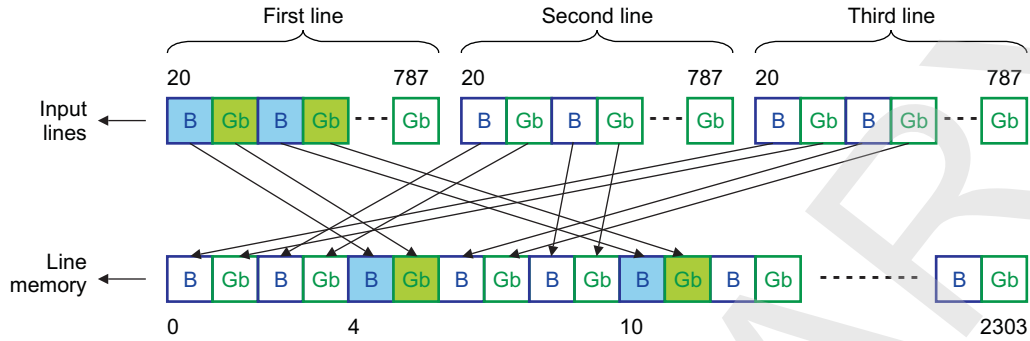 First line Second line Third line
20 787 20 787 20 787
Input lines B Gb B Gb Gb B Gb B Gb Gb B Gb B Gb Gb
Line memory B Gb B Gb B Gb B Gb B Gb B Gb B Gb B Gb
0 4 10 2303